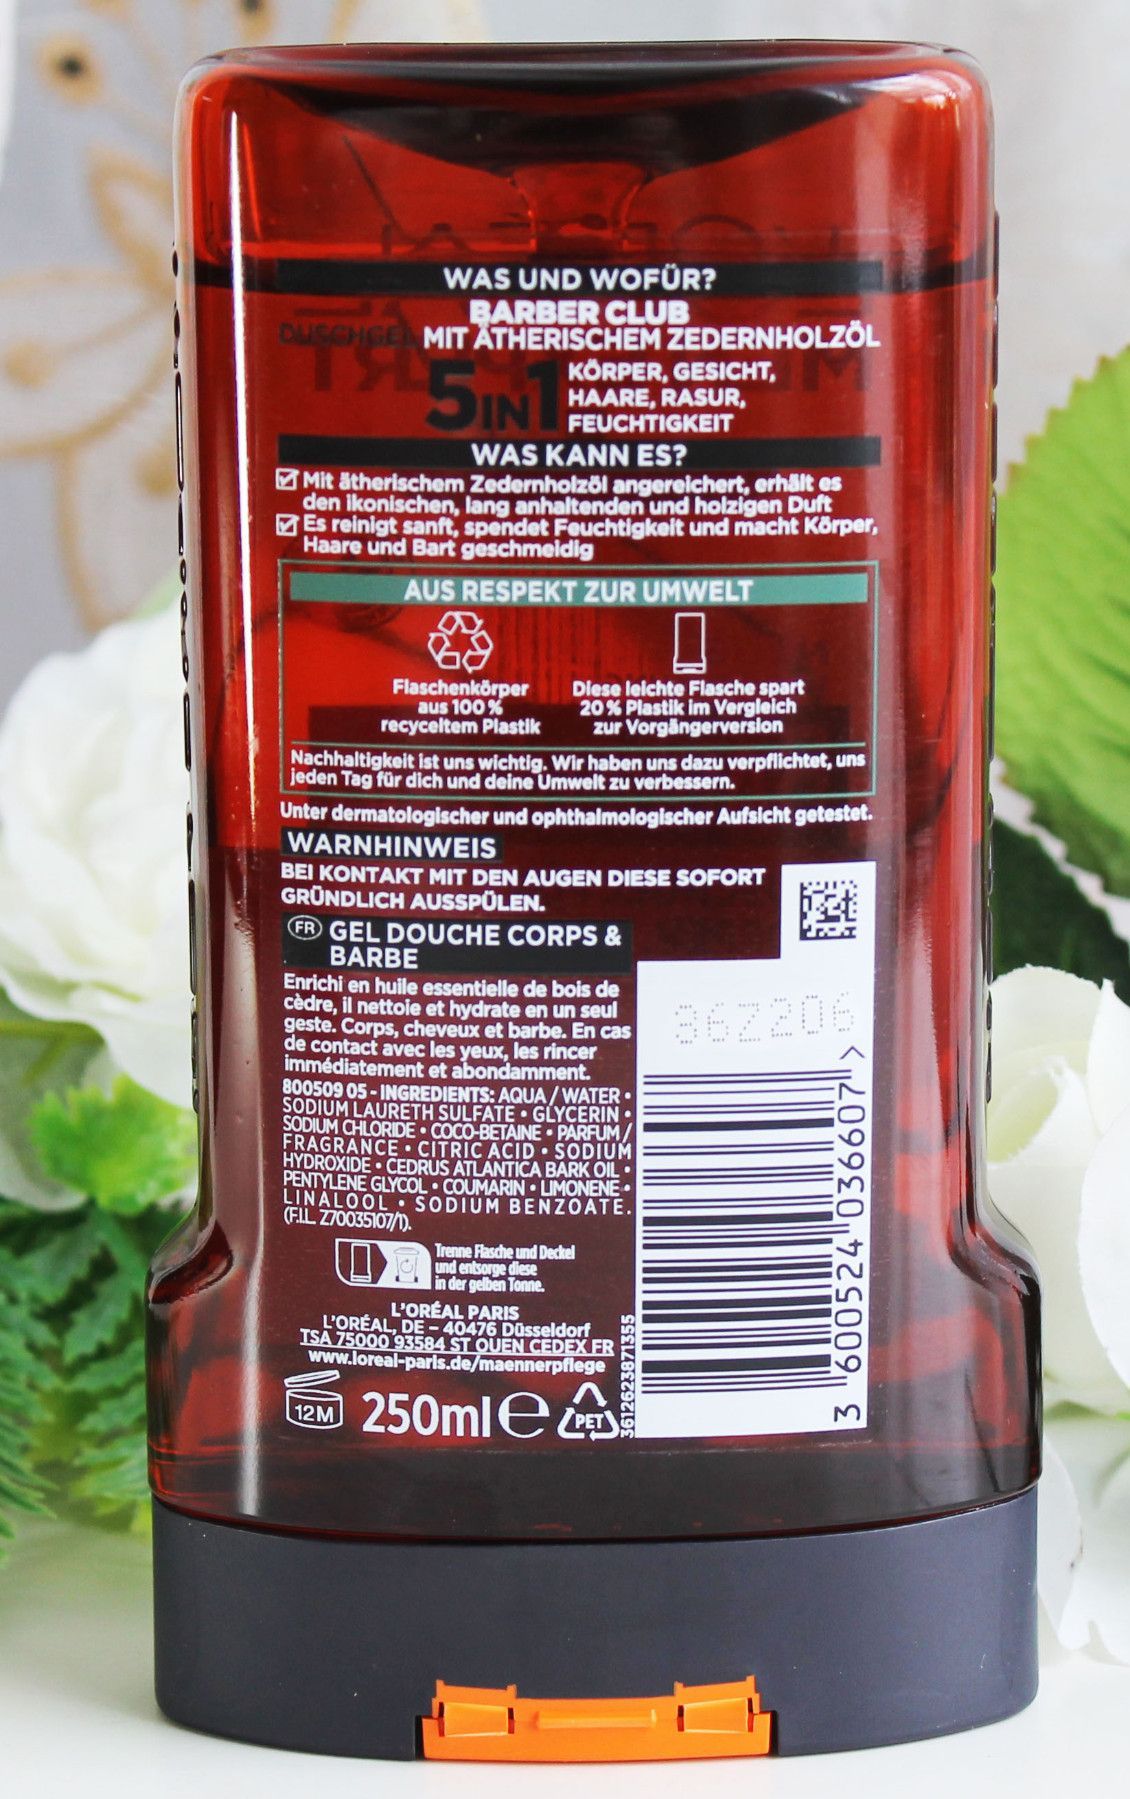 WAS UND WOFÜR?
BARBER CLUB
DUSCHGEL MIT ÄTHERISCHEM ZEDERNHOLZÖL
5IN1 KÖRPER, GESICHT,
HAARE, RASUR,
FEUCHTIGKEIT
WAS KANN ES?
Mit ätherischem Zedernholzöl angereichert, erhält es
den ikonischen, lang anhaltenden und holzigen Duft
Es reinigt sanft, spendet Feuchtigkeit und macht Körper,
Haare und Bart geschmeidig
AUS RESPEKT ZUR UMWELT
Flaschenkörper
aus 100 %
recyceltem Plastik
Diese leichte Flasche spart
20 % Plastik im Vergleich
zur Vorgängerversion
Nachhaltigkeit ist uns wichtig. Wir haben uns dazu verpflichtet, uns
jeden Tag für dich und deine Umwelt zu verbessern.
Unter dermatologischer und ophthalmologischer Aufsicht getestet.
WARNHINWEIS
BEI KONTAKT MIT DEN AUGEN DIESE SOFORT
GRÜNDLICH AUSSPÜLEN.
FR GEL DOUCHE CORPS &
BARBE
Enrichi en huile essentielle de bois de
cèdre, il nettoie et hydrate en un seul
geste. Corps, cheveux et barbe. En cas
de contact avec les yeux, les rincer
immédiatement et abondamment.
800509 05 - INGREDIENTS: AQUA / WATER •
SODIUM LAURETH SULFATE • GLYCERIN •
SODIUM CHLORIDE • COCO-BETAINE • PARFUM /
FRAGRANCE • CITRIC ACID • SODIUM
HYDROXIDE • CEDRUS ATLANTICA BARK OIL •
PENTYLENE GLYCOL • COUMARIN • LIMONENE •
LINALOOL • SODIUM BENZOATE.
(F.I.L. Z70035107/1).
Trenne Flasche und Deckel
und entsorge diese
in der gelben Tonne.
L'ORÉAL PARIS
L'ORÉAL, DE – 40476 Düsseldorf
TSA 75000 93584 ST OUEN CEDEX FR
www.loreal-paris.de/maennerpflege
12M 250ml e PET
3612623871355
36Z206
3 600524 036607 >